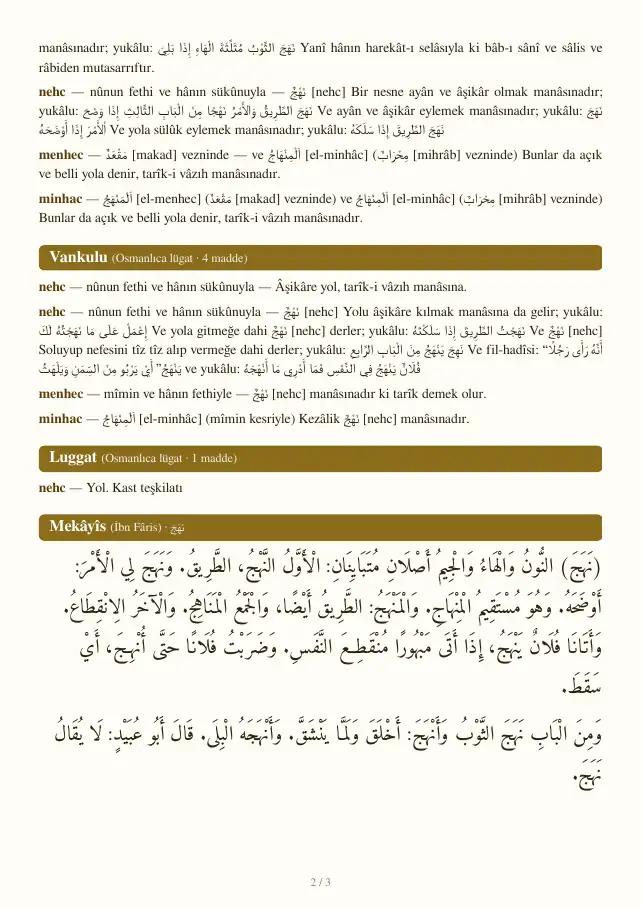 manâsınadır; yukâlu: نَهَجَ الثَّوْبُ مُثَلَّثَةَ الْهَاءِ إِذَا بَلِيَ Yanî hânın harekât-ı selâsıyla ki bâb-ı sânî ve sâlis ve
râbiden mutasarrıftır.
nehc — nûnun fethi ve hânın sükûnuyla — نَهْجٌ [nehc] Bir nesne ayân ve âşikâr olmak manâsınadır;
yukâlu: نَهَجَ الطَّرِيقُ وَالْأَمْرُ نَهْجًا مِنَ الْبَابِ الثَّالِثِ إِذَا وَضَحَ Ve ayân ve âşikâr eylemek manâsınadır; yukâlu: نَهَجَ
الْأَمْرَ إِذَا أَوْضَحَهُ Ve yola sülûk eylemek manâsınadır; yukâlu: نَهَجَ الطَّرِيقَ إِذَا سَلَكَهُ
menhec — مَقْعَدٌ [makad] vezninde — ve اَلْمِنْهَاجُ [el-minhâc] (مِحْرَابٌ [mihrâb] vezninde) Bunlar da açık
ve belli yola denir, tarîk-i vâzıh manâsınadır.
minhac — اَلْمَنْهَجُ [el-menhec] (مَقْعَدٌ [makad] vezninde) ve اَلْمِنْهَاجُ [el-minhâc] (مِحْرَابٌ [mihrâb] vezninde)
Bunlar da açık ve belli yola denir, tarîk-i vâzıh manâsınadır.
Vankulu (Osmanlıca lügat · 4 madde)
nehc — nûnun fethi ve hânın sükûnuyla — Âşikâre yol, tarîk-i vâzıh manâsına.
nehc — nûnun fethi ve hânın sükûnuyla — نَهْجٌ [nehc] Yolu âşikâre kılmak manâsına da gelir; yukâlu:
إِعْمَلْ عَلَى مَا نَهَجْتُهُ لَكَ Ve yola gitmeğe dahi نَهْجٌ [nehc] derler; yukâlu: نَهَجْتُ الطَّرِيقَ إِذَا سَلَكْتُهُ Ve نَهْجٌ [nehc]
Soluyup nefesini tîz tîz alıp vermeğe dahi derler; yukâlu: نَهِجَ يَنْهَجُ مِنَ الْبَابِ الرَّابِعِ Ve fi'l-hadîsi: “أَنَّهُ رَأَى رَجُلًا
يَنْهَجُ” أَيْ يَرْبُو مِنَ السِّمَنِ وَيَلْهَثُ ve yukâlu: فُلَانٌ يَنْهَجُ فِي النَّفَسِ فَمَا أَدْرِي مَا أَنْهَجَهُ
menhec — mîmin ve hânın fethiyle — نَهْجٌ [nehc] manâsınadır ki tarîk demek olur.
minhac — اَلْمِنْهَاجُ [el-minhâc] (mîmin kesriyle) Kezâlik نَهْجٌ [nehc] manâsınadır.
Luggat (Osmanlıca lügat · 1 madde)
nehc — Yol. Kast teşkilatı
Mekâyîs (İbn Fâris) · نَهَجَ
(نَهَجَ) النُّونُ وَالْهَاءُ وَالْجِيمُ أَصْلَانِ مُتَبَايِنَانِ: الْأَوَّلُ النَّهْجُ، الطَّرِيقُ. وَنَهَجَ لِي الْأَمْرَ:
أَوْضَحَهُ. وَهُوَ مُسْتَقِيمُ الْمِنْهَاجِ. وَالْمَنْهَجُ: الطَّرِيقُ أَيْضًا، وَالْجَمْعُ الْمَنَاهِجُ. وَالْآخَرُ الِانْقِطَاعُ.
وَأَتَانَا فُلَانٌ يَنْهَجُ، إِذَا أَتَى مَبْهُورًا مُنْقَطِعَ النَّفَسِ. وَضَرَبْتُ فُلَانًا حَتَّى أُنْهِجَ، أَيْ
سَقَطَ.
وَمِنَ الْبَابِ نَهَجَ الثَّوْبُ وَأَنْهَجَ: أَخْلَقَ وَلَمَّا يَنْشَقَّ. وَأَنْهَجَهُ الْبِلَى. قَالَ أَبُو عُبَيْدٍ: لَا يُقَالُ
نَهَجَ.
2 / 3